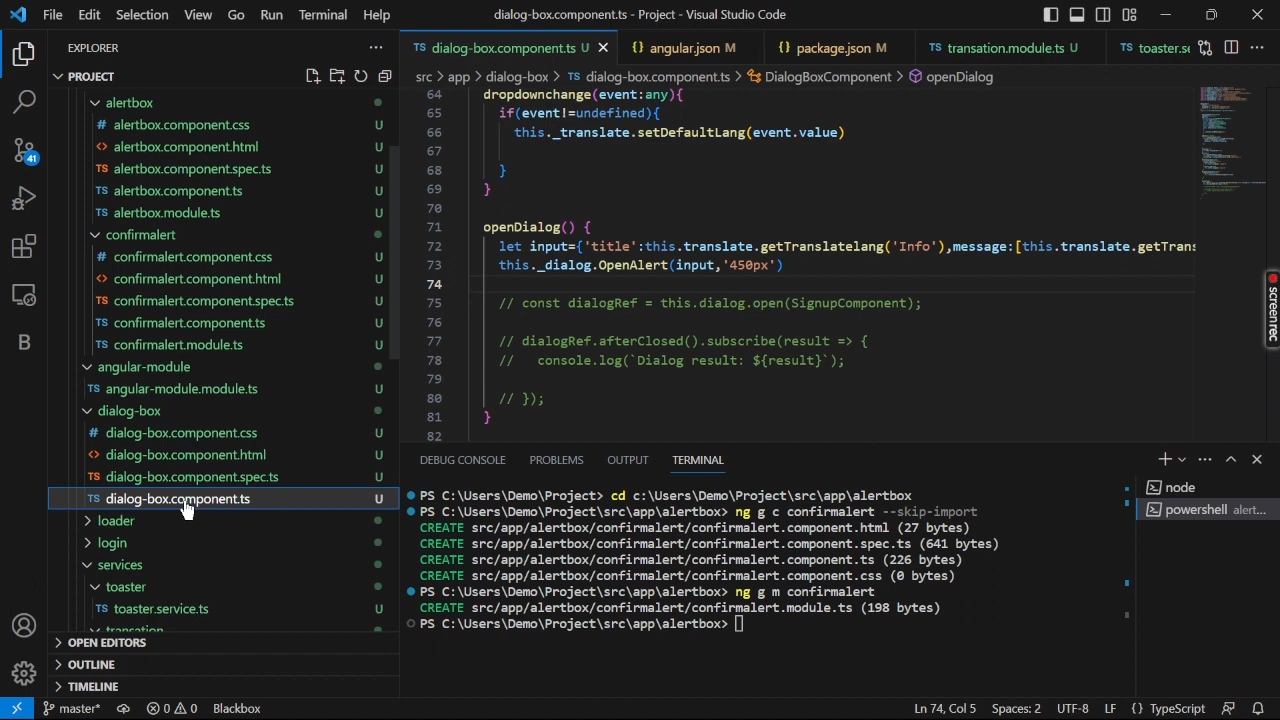 File Edit Selection View Go Run Terminal Help dialog-box.component.ts - Project - Visual Studio Code
EXPLORER
PROJECT
alertbox
alertbox.component.css U
alertbox.component.html U
alertbox.component.spec.ts U
alertbox.component.ts U
alertbox.module.ts U
confirmalert
confirmalert.component.css U
confirmalert.component.html U
confirmalert.component.spec.ts U
confirmalert.component.ts U
confirmalert.module.ts U
angular-module
angular-module.module.ts U
dialog-box
dialog-box.component.css U
dialog-box.component.html U
dialog-box.component.spec.ts U
TS dialog-box.component.ts U
loader
login
services
toaster
TS toaster.service.ts U
transation
OPEN EDITORS
OUTLINE
TIMELINE
41
B
TS dialog-box.component.ts U {} angular.json M {} package.json M TS transation.module.ts U TS toaster.se
src > app > dialog-box > TS dialog-box.component.ts > DialogBoxComponent > openDialog
64 dropdownchange(event:any){
65 if(event!=undefined){
66 this._translate.setDefaultLang(event.value)
67
68 }
69 }
70
71 openDialog() {
72 let input={'title':this.translate.getTranslatelang('Info'),message:[this.translate.getTrans
73 this._dialog.OpenAlert(input,'450px')
74
75 // const dialogRef = this.dialog.open(SignupComponent);
76
77 // dialogRef.afterClosed().subscribe(result => {
78 // console.log(`Dialog result: ${result}`);
79
80 // });
81 }
82
DEBUG CONSOLE PROBLEMS OUTPUT TERMINAL
PS C:\Users\Demo\Project> cd c:\Users\Demo\Project\src\app\alertbox
PS C:\Users\Demo\Project\src\app\alertbox> ng g c confirmalert --skip-import
CREATE src/app/alertbox/confirmalert/confirmalert.component.html (27 bytes)
CREATE src/app/alertbox/confirmalert/confirmalert.component.spec.ts (641 bytes)
CREATE src/app/alertbox/confirmalert/confirmalert.component.ts (226 bytes)
CREATE src/app/alertbox/confirmalert/confirmalert.component.css (0 bytes)
PS C:\Users\Demo\Project\src\app\alertbox> ng g m confirmalert
CREATE src/app/alertbox/confirmalert/confirmalert.module.ts (198 bytes)
PS C:\Users\Demo\Project\src\app\alertbox>
node
powershell alert...
screenrec
master* 0 0 Blackbox Ln 74, Col 5 Spaces: 2 UTF-8 LF {} TypeScript